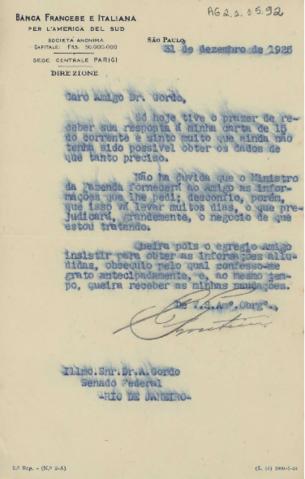 AG 2.2.05.92
BANCA FRANCESE E ITALIANA
PER L'AMERICA DEL SUD
SOCIETÀ ANONIMA
CAPITALE: FRS. 50.000.000
SEDE CENTRALE PARIGI
DIREZIONE
SÃO PAULO,
31 de dezembro de 1925
Caro Amigo Dr. Gordo,
Só hoje tive o prazer de re-
ceber sua resposta á minha carta de 15
do corrente e sinto muito que ainda não
tenha sido possivel obter os dados de
que tanto preciso.
Não ha duvida que o Ministro
da Fazenda fornecerá ao Amigo as infor-
mações que lhe pedi; desconfio, porém,
que isso vá levar muitos dias, o que pre-
judicará, grandemente, o negocio de que
estou tratando.
Queira pois o egregio Amigo
insistir para obter as informações allu-
didas, obsequio pelo qual confesso-me
grato antecipadamente, e, ao mesmo tem-
po, queira receber as minhas saudações.
De V.S.Amº.Obrgº.
Illmo.Snr.Dr.A.Gordo
Senado Federal
-RIO DE JANEIRO-